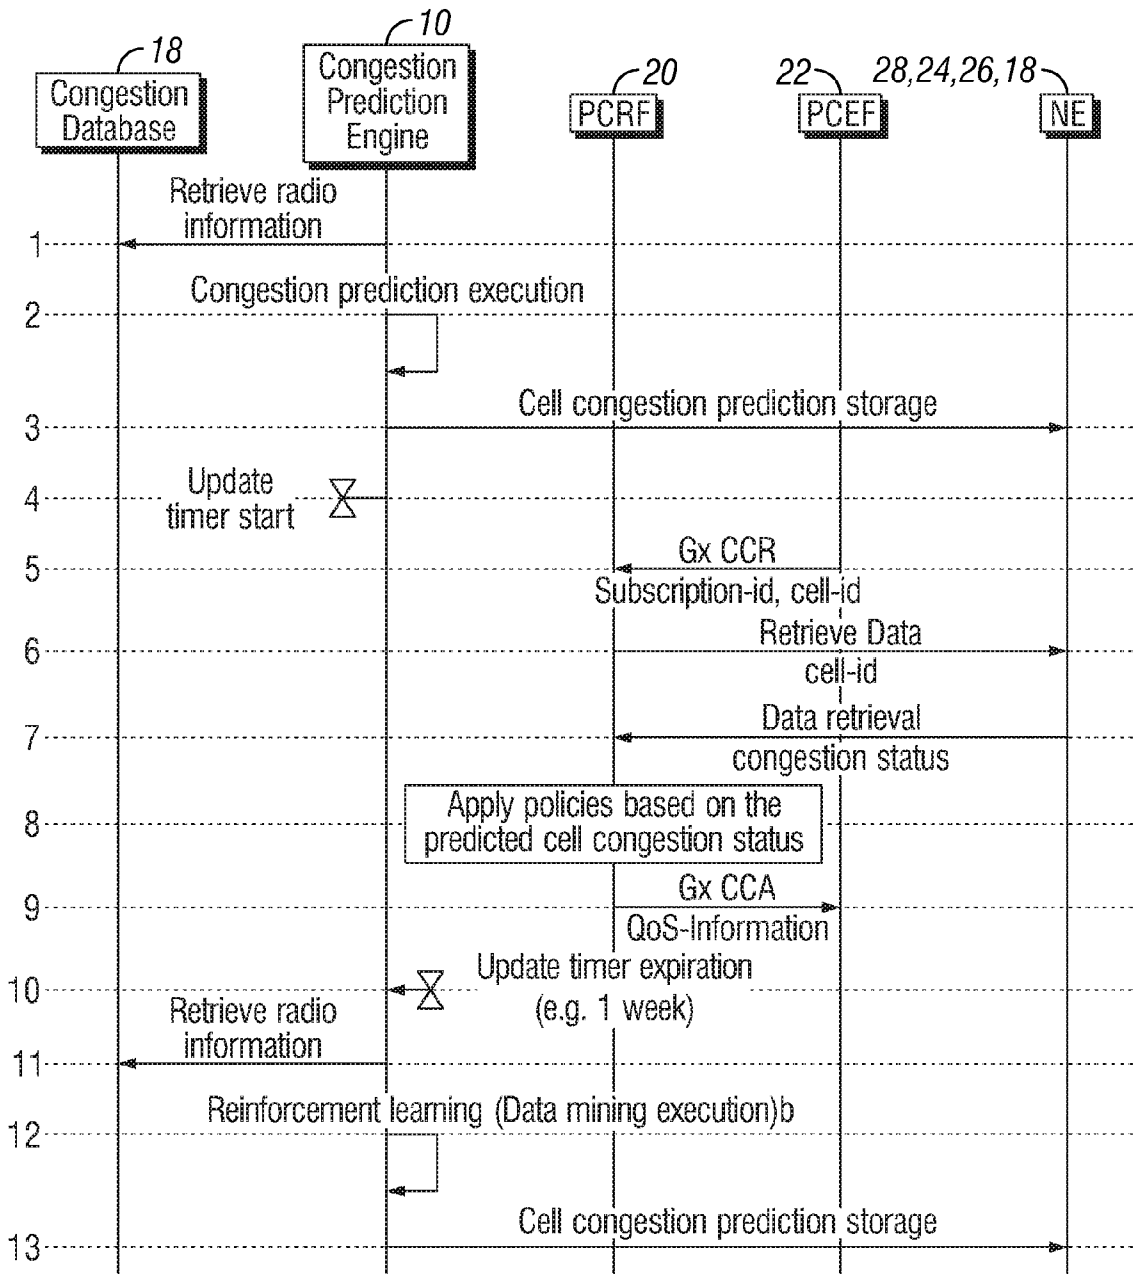 18
10
20
22
28,24,26,18
Congestion
Database
Congestion
Prediction
Engine
PCRF
PCEF
NE
Retrieve radio
information
1
Congestion prediction execution
2
Cell congestion prediction storage
3
Update
timer start
4
Gx CCR
5
Subscription-id, cell-id
Retrieve Data
6
cell-id
Data retrieval
7
congestion status
Apply policies based on the
predicted cell congestion status
8
Gx CCA
9
QoS-Information
Update timer expiration
(e.g. 1 week)
10
Retrieve radio
information
11
Reinforcement learning (Data mining execution)b
12
Cell congestion prediction storage
13